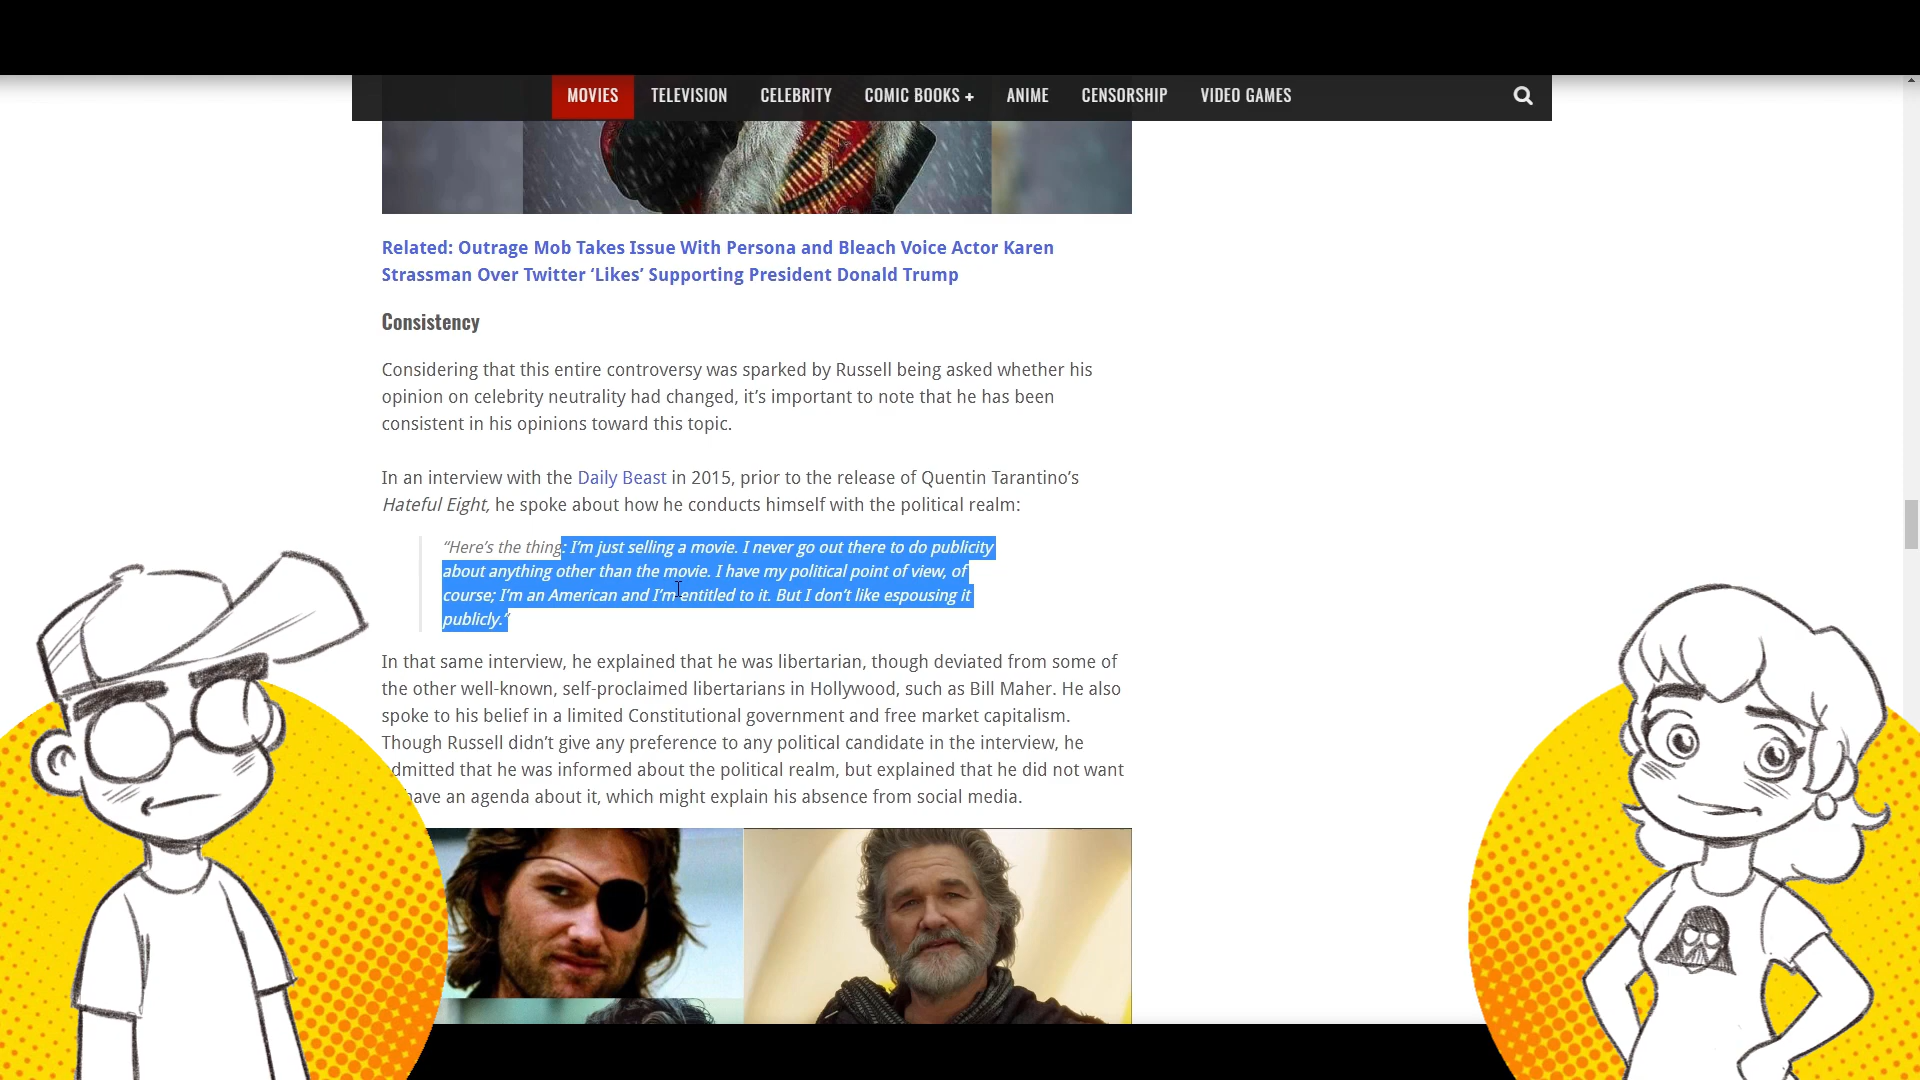 MOVIES TELEVISION CELEBRITY COMIC BOOKS + ANIME CENSORSHIP VIDEO GAMES
Related: Outrage Mob Takes Issue With Persona and Bleach Voice Actor Karen
Strassman Over Twitter ‘Likes’ Supporting President Donald Trump
Consistency
Considering that this entire controversy was sparked by Russell being asked whether his
opinion on celebrity neutrality had changed, it’s important to note that he has been
consistent in his opinions toward this topic.
In an interview with the Daily Beast in 2015, prior to the release of Quentin Tarantino’s
Hateful Eight, he spoke about how he conducts himself with the political realm:
“Here’s the thing: I’m just selling a movie. I never go out there to do publicity
about anything other than the movie. I have my political point of view, of
course; I’m an American and I’m entitled to it. But I don’t like espousing it
publicly.”
In that same interview, he explained that he was libertarian, though deviated from some of
the other well-known, self-proclaimed libertarians in Hollywood, such as Bill Maher. He also
spoke to his belief in a limited Constitutional government and free market capitalism.
Though Russell didn’t give any preference to any political candidate in the interview, he
dmitted that he was informed about the political realm, but explained that he did not want
have an agenda about it, which might explain his absence from social media.